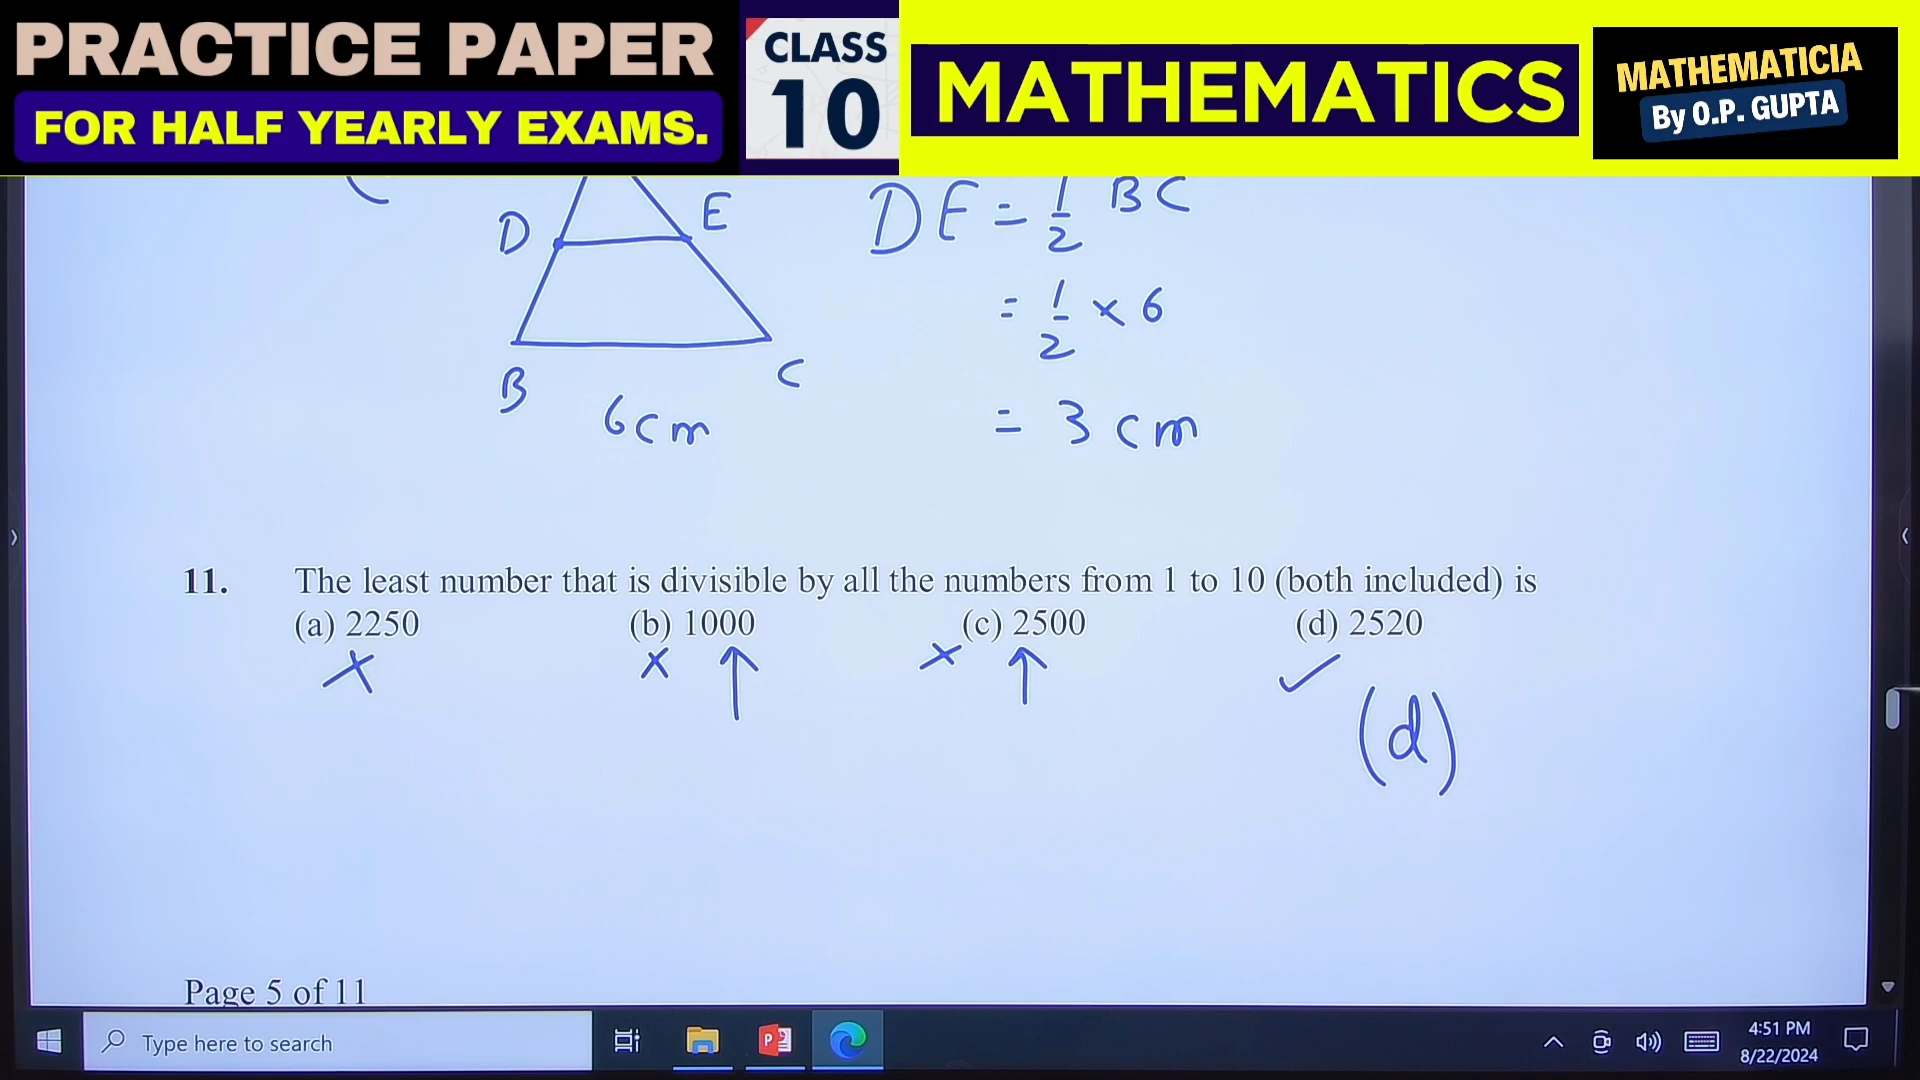 PRACTICE PAPER
FOR HALF YEARLY EXAMS.
CLASS
10
MATHEMATICS
MATHEMATICIA
By O.P. GUPTA
D E DE = 1/2 BC
= 1/2 × 6
B C
6cm = 3 cm
11. The least number that is divisible by all the numbers from 1 to 10 (both included) is
(a) 2250 (b) 1000 (c) 2500 (d) 2520
(d)
Page 5 of 11
Type here to search
4:51 PM
8/22/2024